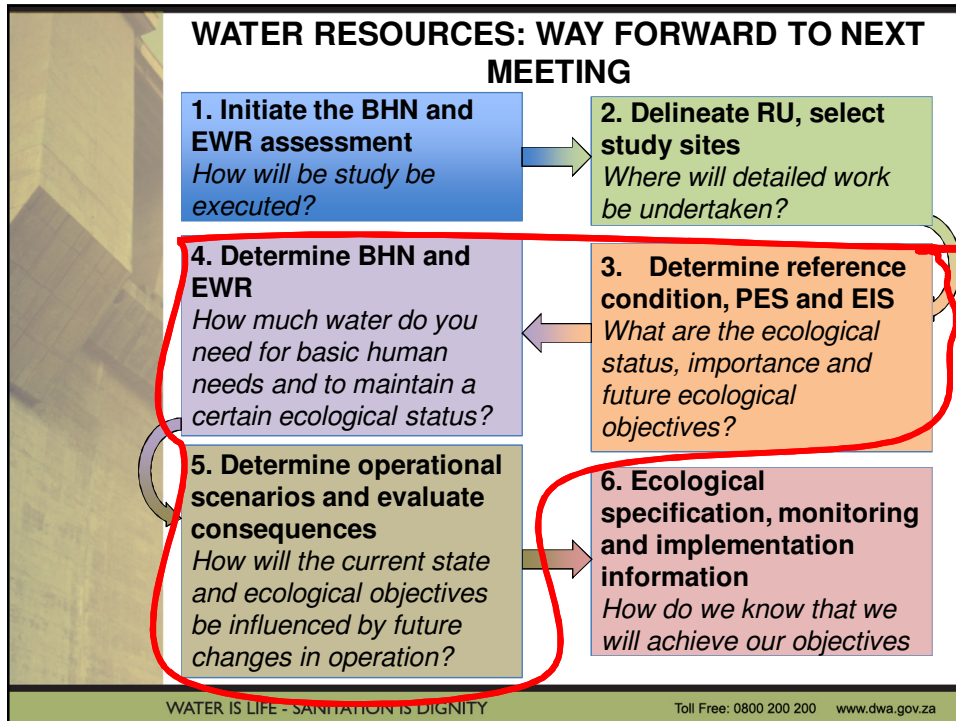 WATER RESOURCES: WAY FORWARD TO NEXT
MEETING
1. Initiate the BHN and
EWR assessment
How will be study be
executed?
2. Delineate RU, select
study sites
Where will detailed work
be undertaken?
3. Determine reference
condition, PES and EIS
What are the ecological
status, importance and
future ecological
objectives?
4. Determine BHN and
EWR
How much water do you
need for basic human
needs and to maintain a
certain ecological status?
5. Determine operational
scenarios and evaluate
consequences
How will the current state
and ecological objectives
be influenced by future
changes in operation?
6. Ecological
specification, monitoring
and implementation
information
How do we know that we
will achieve our objectives
WATER IS LIFE - SANITATION IS DIGNITY
Toll Free: 0800 200 200 www.dwa.gov.za